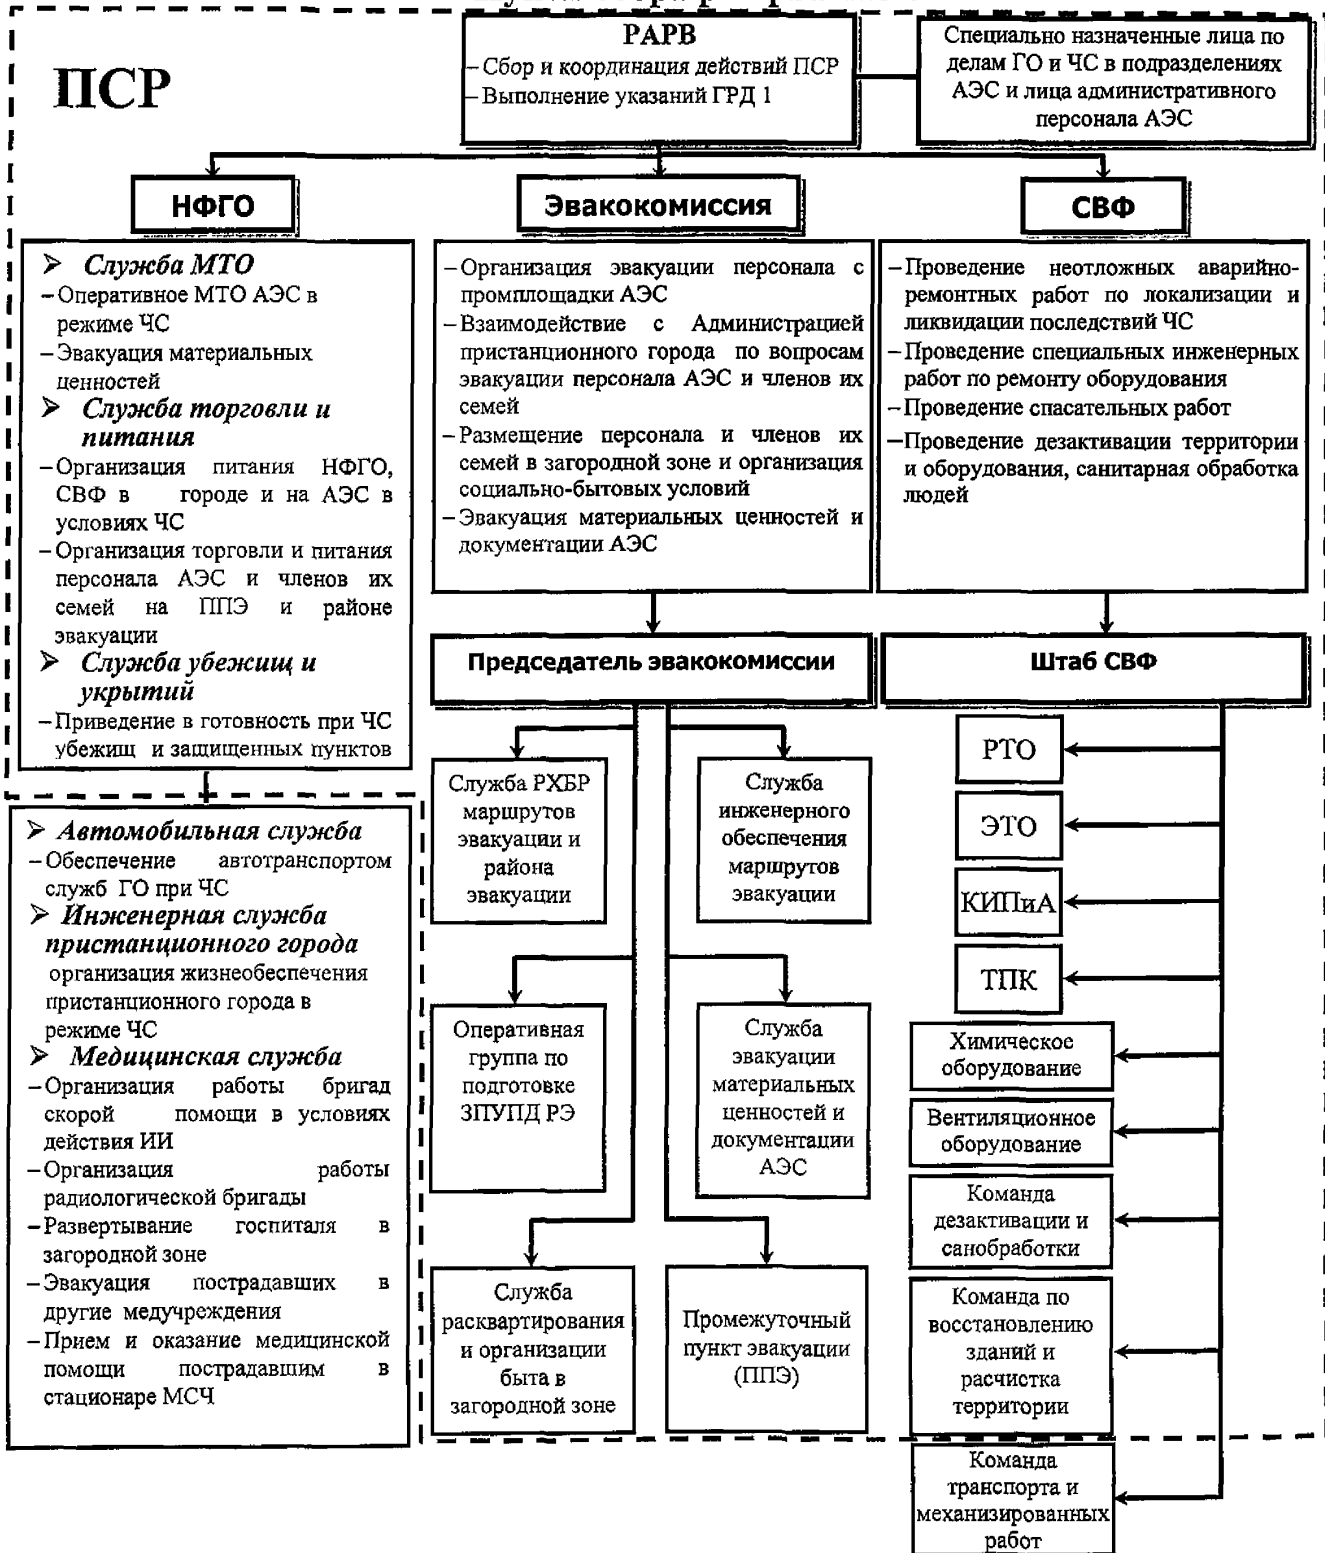 ПСР
РАРВ
– Сбор и координация действий ПСР
– Выполнение указаний ГРД 1
Специально назначенные лица по
делам ГО и ЧС в подразделениях
АЭС и лица административного
персонала АЭС
НФГО
➢ Служба МТО
– Оперативное МТО АЭС в
режиме ЧС
– Эвакуация материальных
ценностей
➢ Служба торговли и
питания
– Организация питания НФГО,
СВФ в городе и на АЭС в
условиях ЧС
– Организация торговли и питания
персонала АЭС и членов их
семей на ППЭ и районе
эвакуации
➢ Служба убежищ и
укрытий
– Приведение в готовность при ЧС
убежищ и защищенных пунктов
➢ Автомобильная служба
– Обеспечение автотранспортом
служб ГО при ЧС
➢ Инженерная служба
пристанционного города
организация жизнеобеспечения
пристанционного города в
режиме ЧС
➢ Медицинская служба
– Организация работы бригад
скорой помощи в условиях
действия ИИ
– Организация работы
радиологической бригады
– Развертывание госпиталя в
загородной зоне
– Эвакуация пострадавших в
другие медучреждения
– Прием и оказание медицинской
помощи пострадавшим в
стационаре МСЧ
Эвакокомиссия
– Организация эвакуации персонала с
промплощадки АЭС
– Взаимодействие с Администрацией
пристанционного города по вопросам
эвакуации персонала АЭС и членов их
семей
– Размещение персонала и членов их
семей в загородной зоне и организация
социально-бытовых условий
– Эвакуация материальных ценностей и
документации АЭС
Председатель эвакокомиссии
Служба РХБР
маршрутов
эвакуации и
района
эвакуации
Служба
инженерного
обеспечения
маршрутов
эвакуации
Оперативная
группа по
подготовке
ЗПУПД РЭ
Служба
эвакуации
материальных
ценностей и
документации
АЭС
Служба
расквартирования
и организации
быта в
загородной зоне
Промежуточный
пункт эвакуации
(ППЭ)
СВФ
– Проведение неотложных аварийно-
ремонтных работ по локализации и
ликвидации последствий ЧС
– Проведение специальных инженерных
работ по ремонту оборудования
– Проведение спасательных работ
– Проведение дезактивации территории
и оборудования, санитарная обработка
людей
Штаб СВФ
РТО
ЭТО
КИПиА
ТПК
Химическое
оборудование
Вентиляционное
оборудование
Команда
дезактивации и
санобработки
Команда по
восстановлению
зданий и
расчистка
территории
Команда
транспорта и
механизированных
работ